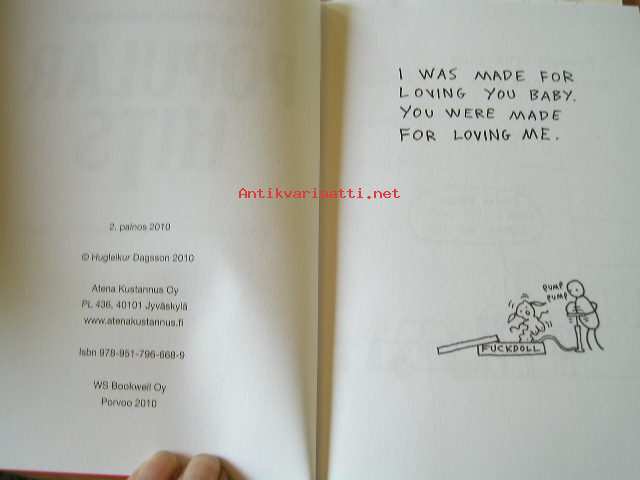 2. painos 2010
© Hugleikur Dagsson 2010
Atena Kustannus Oy
PL 436, 40101 Jyväskylä
www.atenakustannus.fi
Isbn 978-951-796-668-9
WS Bookwell Oy
Porvoo 2010
I WAS MADE FOR
LOVING YOU BABY.
YOU WERE MADE
FOR LOVING ME.
Antikvariaatti.net
PUMP
PUMP
FUCKDOLL